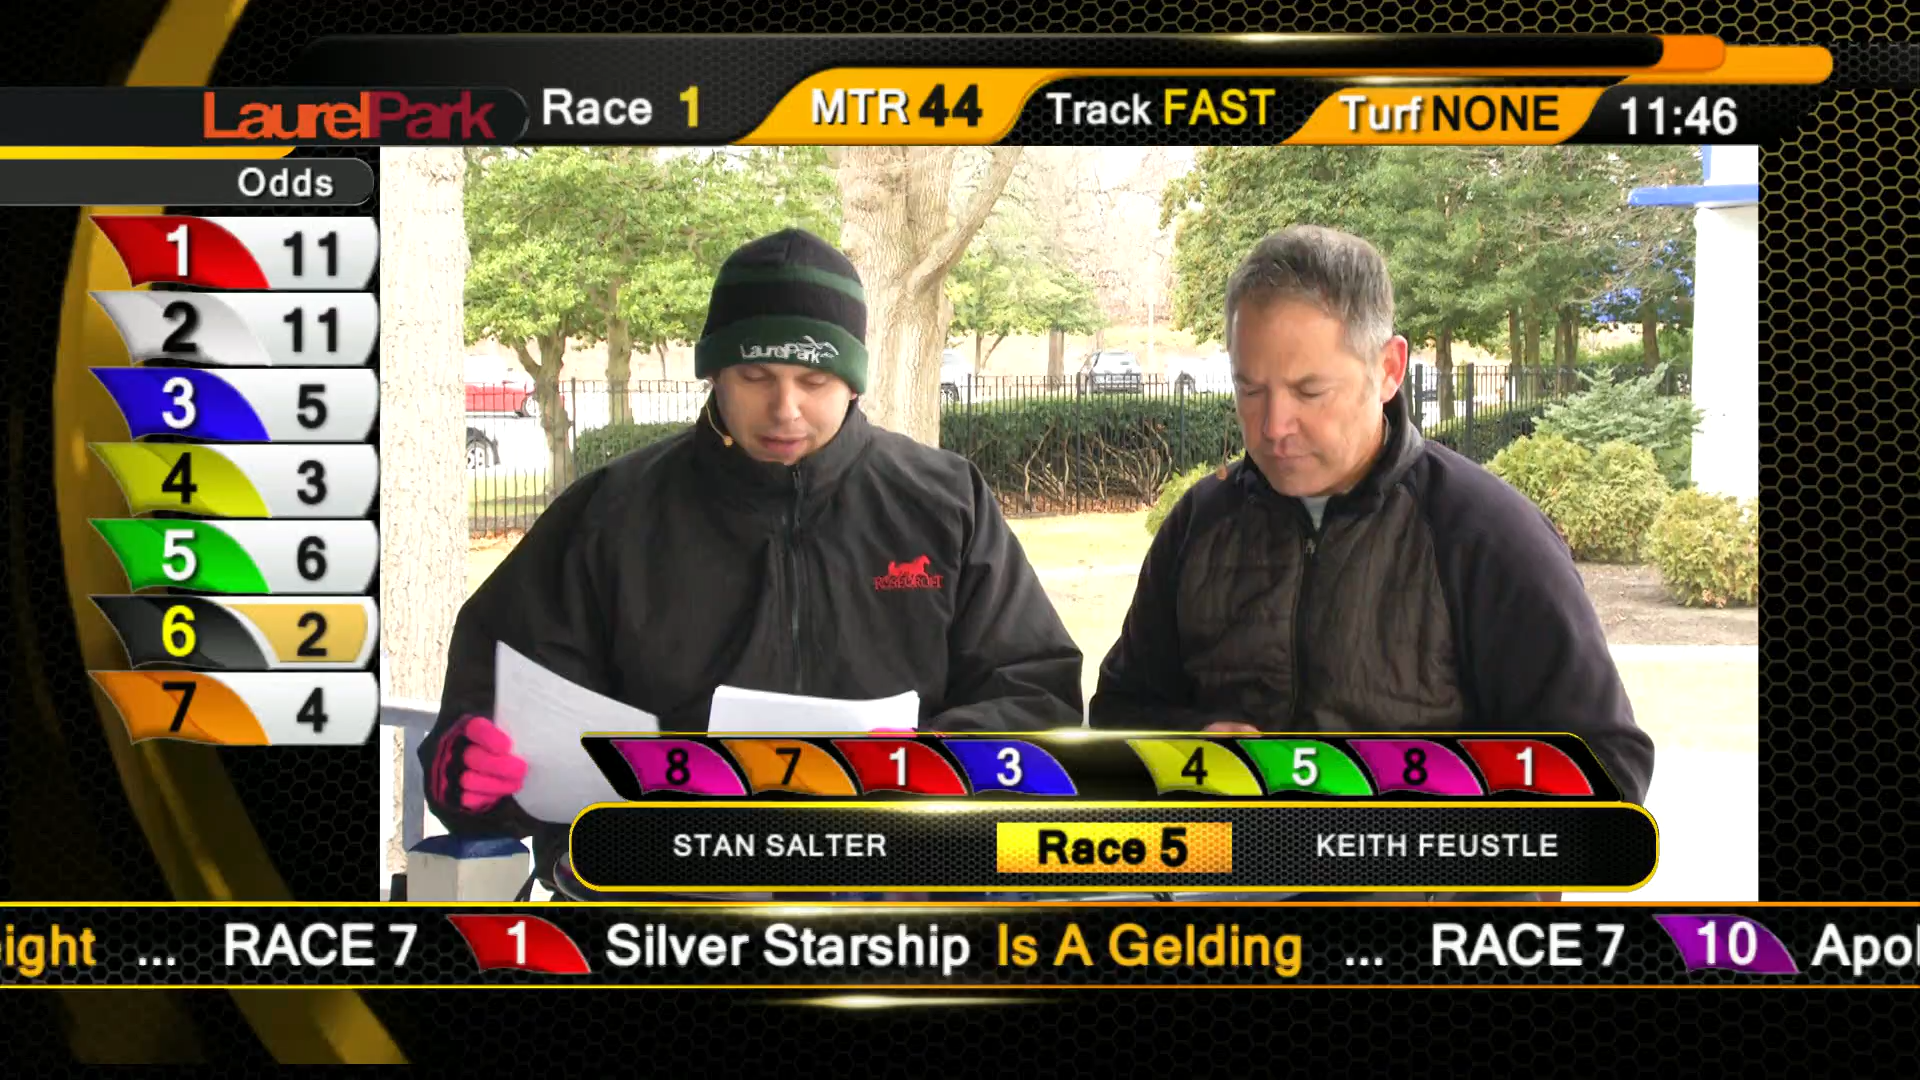 LaurelPark Race 1 MTR 44 Track FAST Turf NONE 11:46
Odds
1 11
2 11
3 5
4 3
5 6
6 2
7 4
LaurelPark
8 7 1 3 4 5 8 1
STAN SALTER Race 5 KEITH FEUSTLE
ight ... RACE 7 1 Silver Starship Is A Gelding ... RACE 7 10 Apol